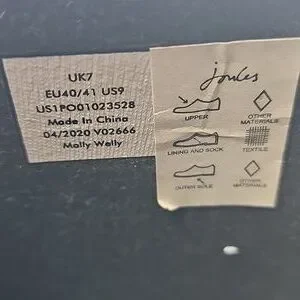 UK7
EU40/41 US9
US1PO01023528
Made In China
04/2020 Y02666
Molly Welly
Joules
UPPER
OTHER
MATERIALS
LINING AND SOCK
TEXTILE
OUTER SOLE
OTHER
MATERIALS